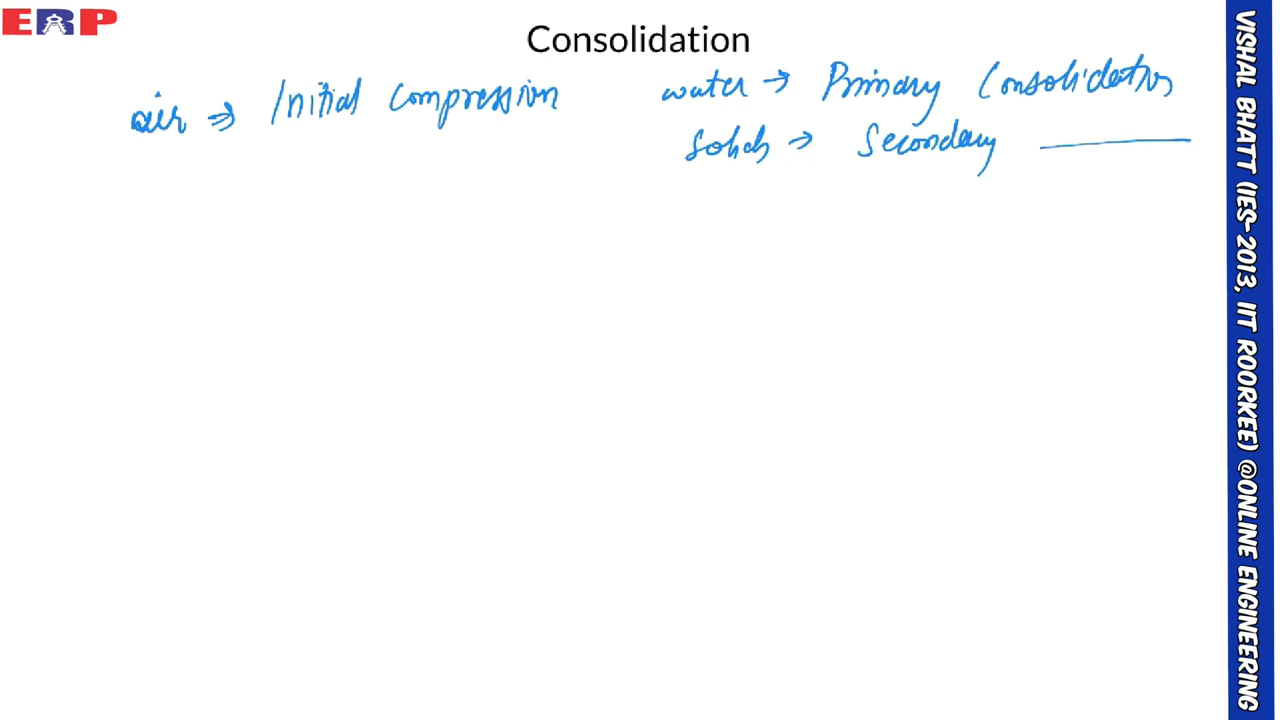 ERP
Consolidation
air ⇒ Initial compression
water → Primary Consolidation
Solids → Secondary ———
VISHAL BHATT (IES-2013, IIT ROORKEE) @ONLINE ENGINEERING